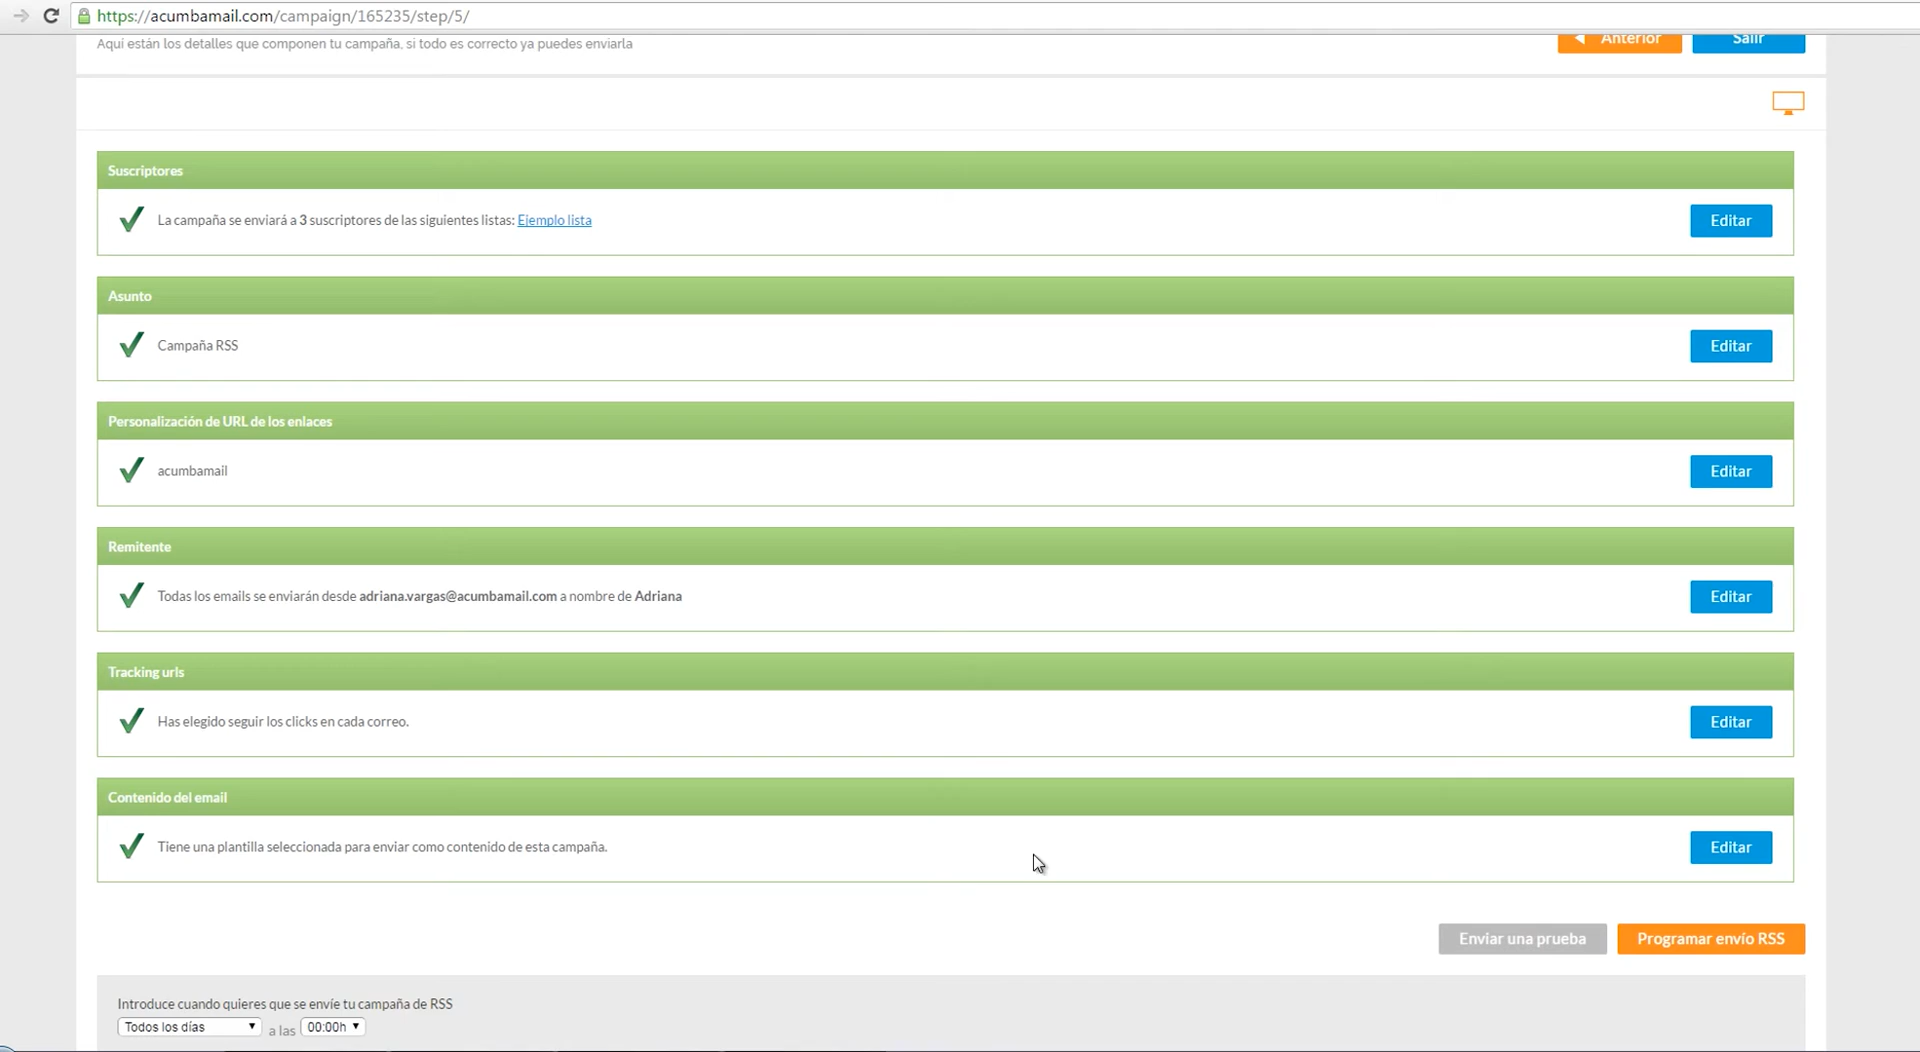 https://acumbamail.com/campaign/165235/step/5/
Aquí están los detalles que componen tu campaña, si todo es correcto ya puedes enviarla
Anterior
Salir
Suscriptores
La campaña se enviará a 3 suscriptores de las siguientes listas: Ejemplo lista
Editar
Asunto
Campaña RSS
Editar
Personalización de URL de los enlaces
acumbamail
Editar
Remitente
Todas los emails se enviarán desde adriana.vargas@acumbamail.com a nombre de Adriana
Editar
Tracking urls
Has elegido seguir los clicks en cada correo.
Editar
Contenido del email
Tiene una plantilla seleccionada para enviar como contenido de esta campaña.
Editar
Enviar una prueba
Programar envío RSS
Introduce cuando quieres que se envíe tu campaña de RSS
Todos los días a las 00:00h